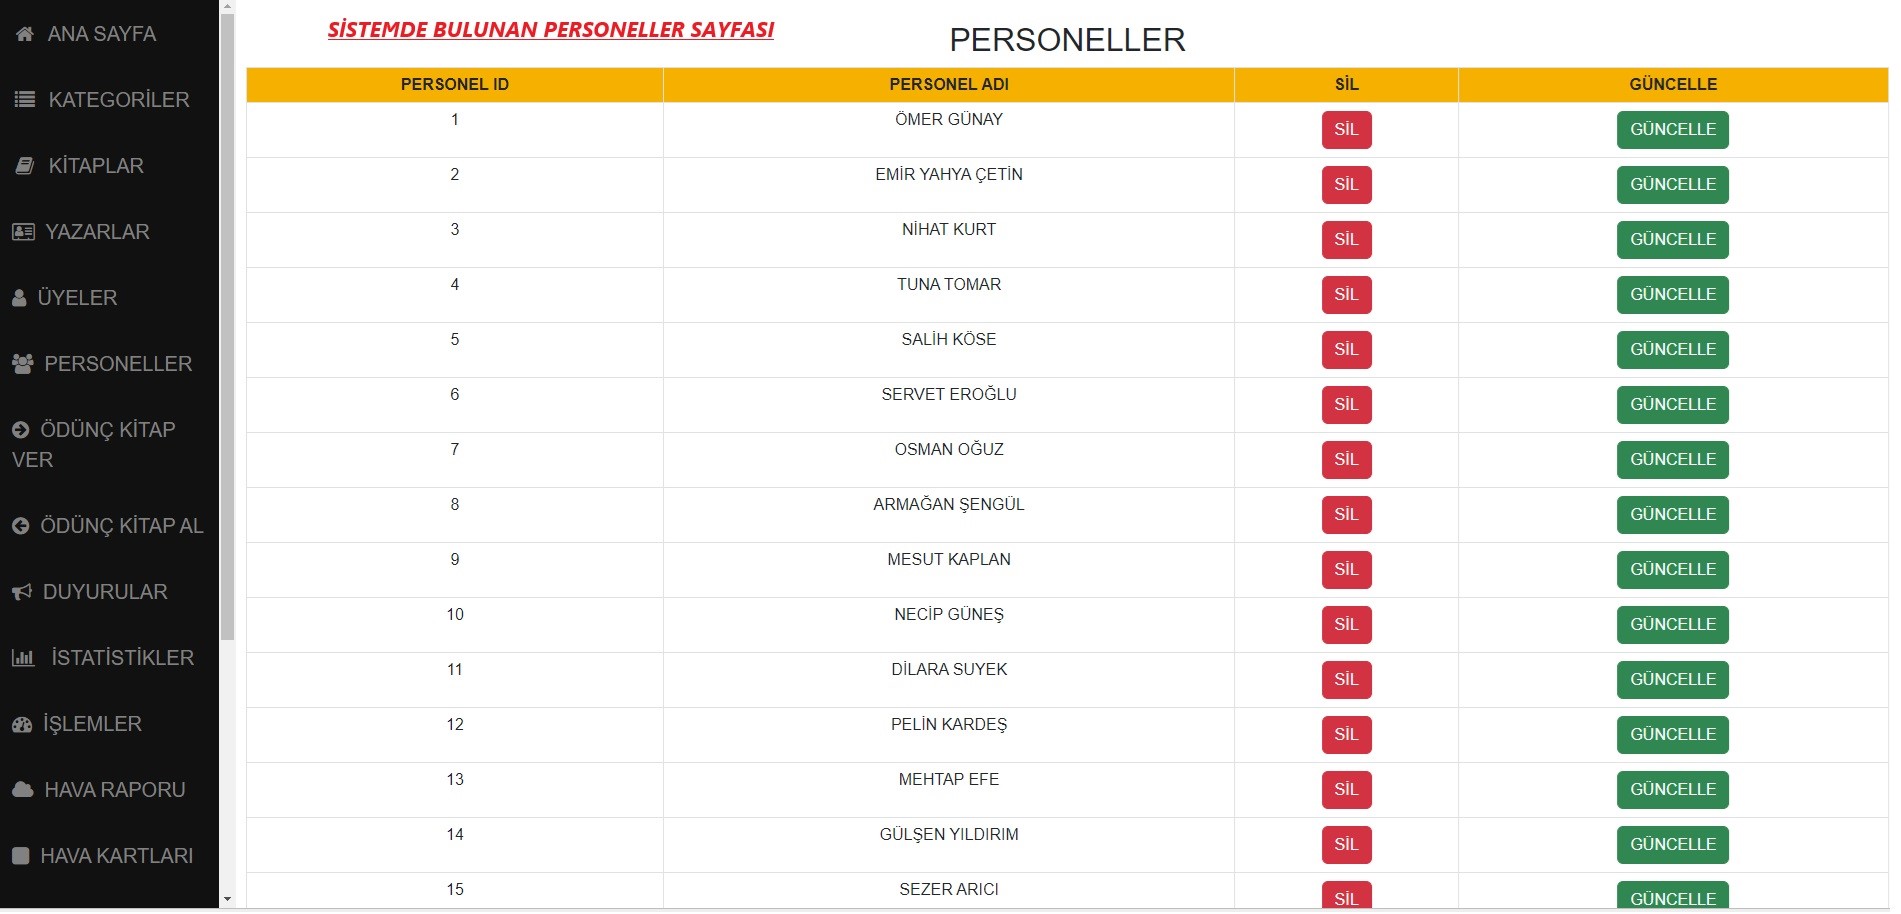 ANA SAYFA
KATEGORİLER
KİTAPLAR
YAZARLAR
ÜYELER
PERSONELLER
ÖDÜNÇ KİTAP
VER
ÖDÜNÇ KİTAP AL
DUYURULAR
İSTATİSTİKLER
İŞLEMLER
HAVA RAPORU
HAVA KARTLARI
SİSTEMDE BULUNAN PERSONELLER SAYFASI
PERSONELLER
PERSONEL ID PERSONEL ADI SİL GÜNCELLE
1 ÖMER GÜNAY SİL GÜNCELLE
2 EMİR YAHYA ÇETİN SİL GÜNCELLE
3 NİHAT KURT SİL GÜNCELLE
4 TUNA TOMAR SİL GÜNCELLE
5 SALİH KÖSE SİL GÜNCELLE
6 SERVET EROĞLU SİL GÜNCELLE
7 OSMAN OĞUZ SİL GÜNCELLE
8 ARMAĞAN ŞENGÜL SİL GÜNCELLE
9 MESUT KAPLAN SİL GÜNCELLE
10 NECİP GÜNEŞ SİL GÜNCELLE
11 DİLARA SUYEK SİL GÜNCELLE
12 PELİN KARDEŞ SİL GÜNCELLE
13 MEHTAP EFE SİL GÜNCELLE
14 GÜLŞEN YILDIRIM SİL GÜNCELLE
15 SEZER ARICI SİL GÜNCELLE